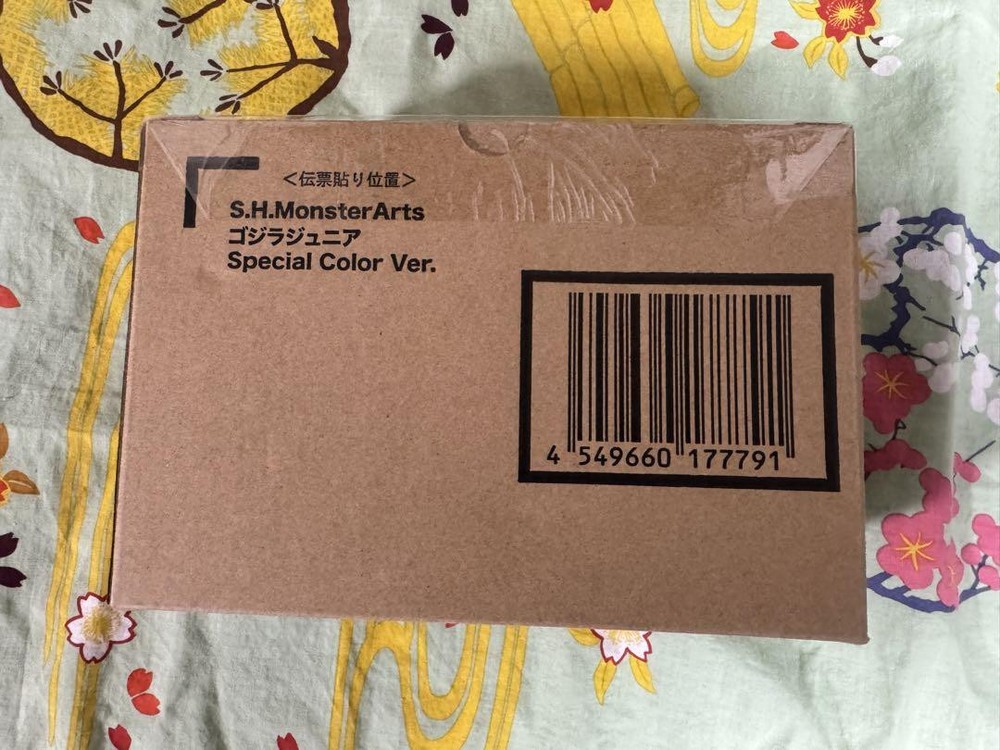 ＜伝票貼り位置＞
S.H.MonsterArts
ゴジラジュニア
Special Color Ver.
4 549660 177791